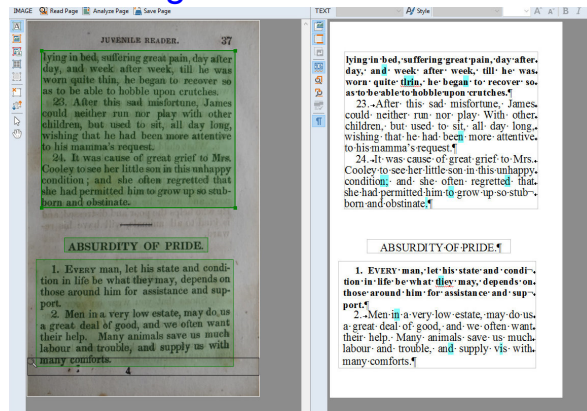 IMAGE Read Page Analyze Page Save Page
TEXT Style
JUVENILE READER. 37
lying in bed, suffering great pain, day after
day, and week after week, till he was
worn quite thin, he began to recover so
as to be able to hobble upon crutches.
23. After this sad misfortune, James
could neither run nor play with other
children, but used to sit, all day long,
wishing that he had been more attentive
to his mamma's request.
24. It was cause of great grief to Mrs.
Cooley to see her little son in this unhappy
condition; and she often regretted that
she had permitted him to grow up so stub-
born and obstinate.
ABSURDITY OF PRIDE.
1. EVERY man, let his state and condi-
tion in life be what they may, depends on
those around him for assistance and sup-
port.
2. Men in a very low estate, may do us
a great deal of good, and we often want
their help. Many animals save us much
labour and trouble, and supply us with
many comforts.
4
lying in bed, suffering great pain, day after
day, and week after week, till he was
worn quite tlrin, he began to recover so
as to be able to hobble upon crutches.¶
23. After this sad misfortune, James
could neither run nor play With other
children, but used to sit, all day long,
wishing that he had been more attentive
to his mamma's request.¶
24. It was cause of great grief to Mrs.
Cooley to see her little son in this unhappy
condition; and she often regretted that
she had permitted him to grow up so stub¬
born and obstinate.¶
ABSURDITY OF PRIDE.¶
1. EVERY man, let his state and condi¬
tion in life be what tliey may, depends on
those around him for assistance and sup¬
port.¶
2. Men in a very low estate, may do us
a great deal of good, and we often want
their help. Many animals save us much
labour and trouble, and supply vis with
many comforts.¶